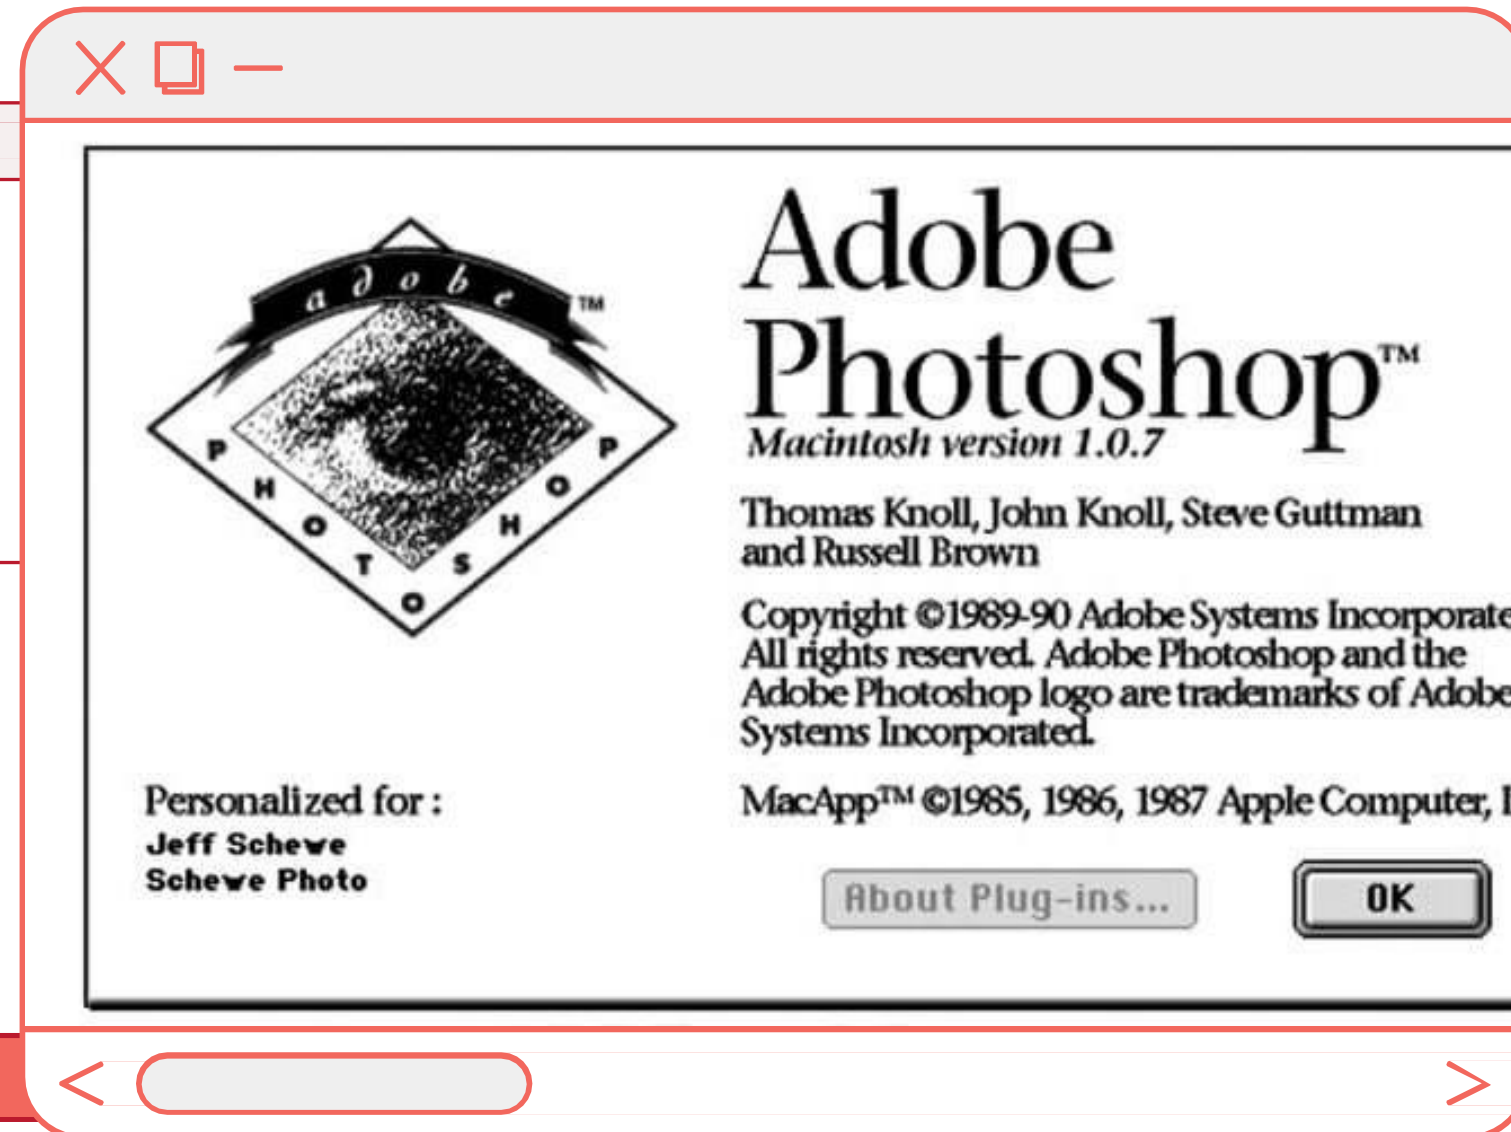 adobe TM
PHOTOSHOP
Adobe
Photoshop™
Macintosh version 1.0.7
Thomas Knoll, John Knoll, Steve Guttman
and Russell Brown
Copyright ©1989-90 Adobe Systems Incorporate
All rights reserved. Adobe Photoshop and the
Adobe Photoshop logo are trademarks of Adobe
Systems Incorporated.
MacApp™ ©1985, 1986, 1987 Apple Computer,
Personalized for :
Jeff Schewe
Schewe Photo
About Plug-ins...
OK